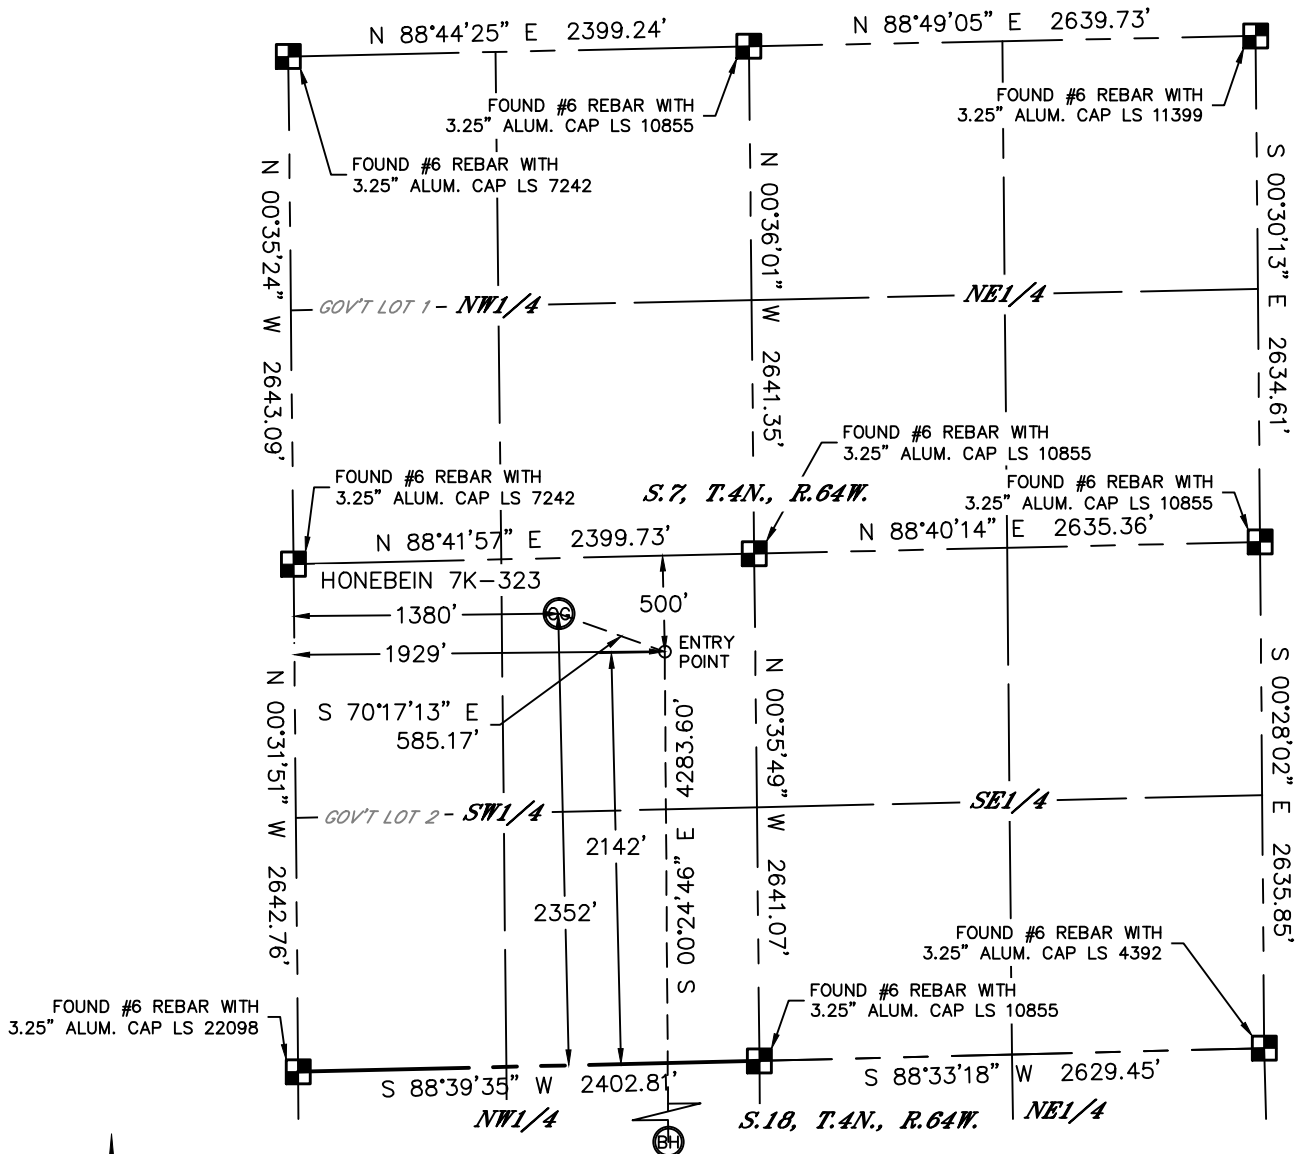 N 88°44'25" E 2399.24'
N 88°49'05" E 2639.73'
FOUND #6 REBAR WITH
3.25" ALUM. CAP LS 10855
FOUND #6 REBAR WITH
3.25" ALUM. CAP LS 11399
FOUND #6 REBAR WITH
3.25" ALUM. CAP LS 7242
N 00°35'24" W 2643.09'
N 00°36'01" W 2641.35'
S 00°30'13" E 2634.61'
GOV'T LOT 1
NW1/4
NE1/4
FOUND #6 REBAR WITH
3.25" ALUM. CAP LS 10855
FOUND #6 REBAR WITH
3.25" ALUM. CAP LS 7242
S.7, T.4N., R.64W.
FOUND #6 REBAR WITH
3.25" ALUM. CAP LS 10855
N 88°41'57" E 2399.73'
N 88°40'14" E 2635.36'
HONEBEIN 7K-323
1380'
OG
500'
1929'
ENTRY
POINT
S 70°17'13" E
585.17'
N 00°31'51" W 2642.76'
S 00°24'46" E 4283.60'
N 00°35'49" W 2641.07'
S 00°28'02" E 2635.85'
GOV'T LOT 2
SW1/4
SE1/4
2142'
2352'
FOUND #6 REBAR WITH
3.25" ALUM. CAP LS 4392
FOUND #6 REBAR WITH
3.25" ALUM. CAP LS 22098
FOUND #6 REBAR WITH
3.25" ALUM. CAP LS 10855
S 88°39'35" W 2402.81'
S 88°33'18" W 2629.45'
NW1/4
S.18, T.4N., R.64W.
NE1/4
BH